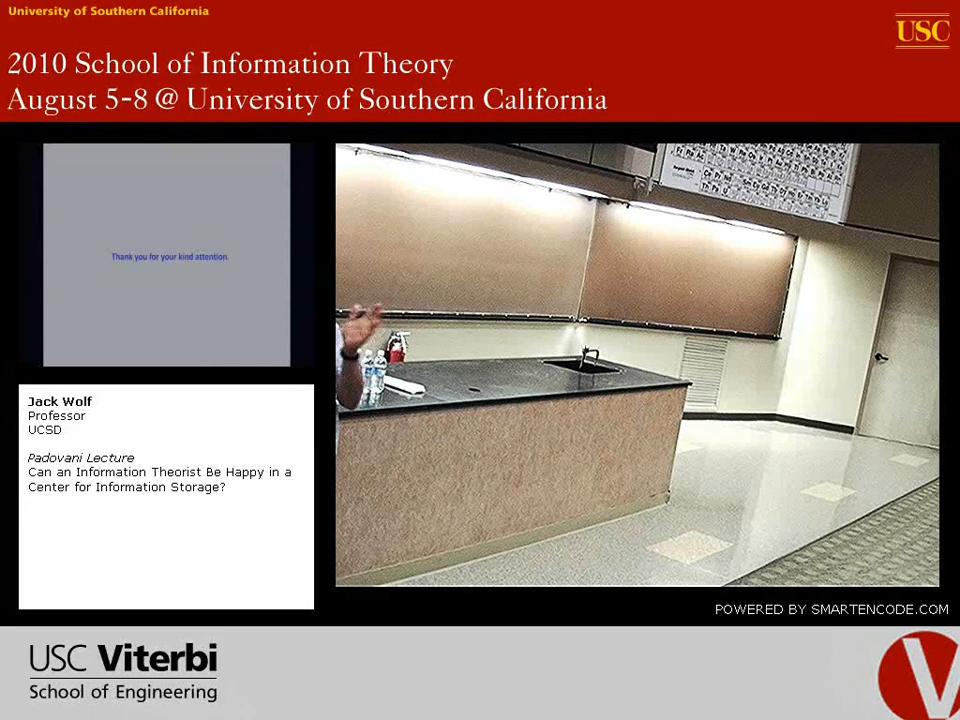 University of Southern California
USC
2010 School of Information Theory
August 5-8 @ University of Southern California
Thank you for your kind attention.
Jack Wolf
Professor
UCSD
Padovani Lecture
Can an Information Theorist Be Happy in a
Center for Information Storage?
POWERED BY SMARTENCODE.COM
USC Viterbi
School of Engineering
V